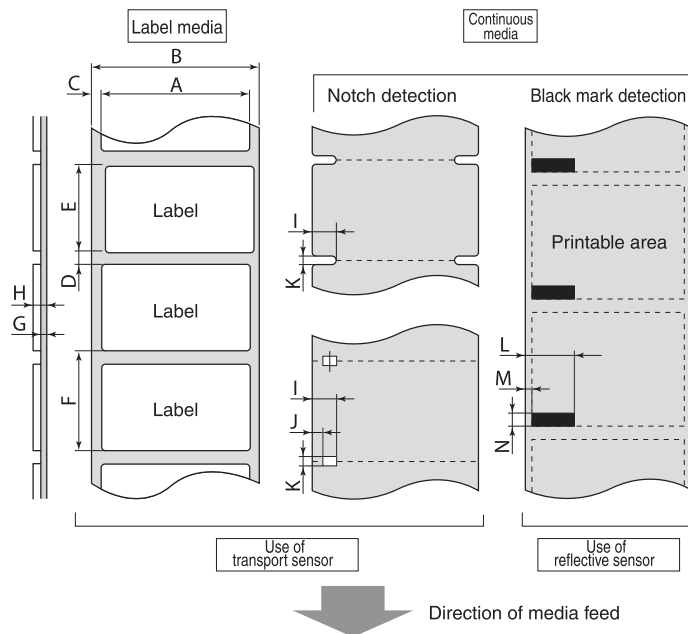 Label media
Continuous
media
B
C
A
Notch detection
Black mark detection
E
Label
I
K
Printable area
D
H
G
Label
L
M
I
F
J
Label
N
K
Use of
transport sensor
Use of
reflective sensor
Direction of media feed